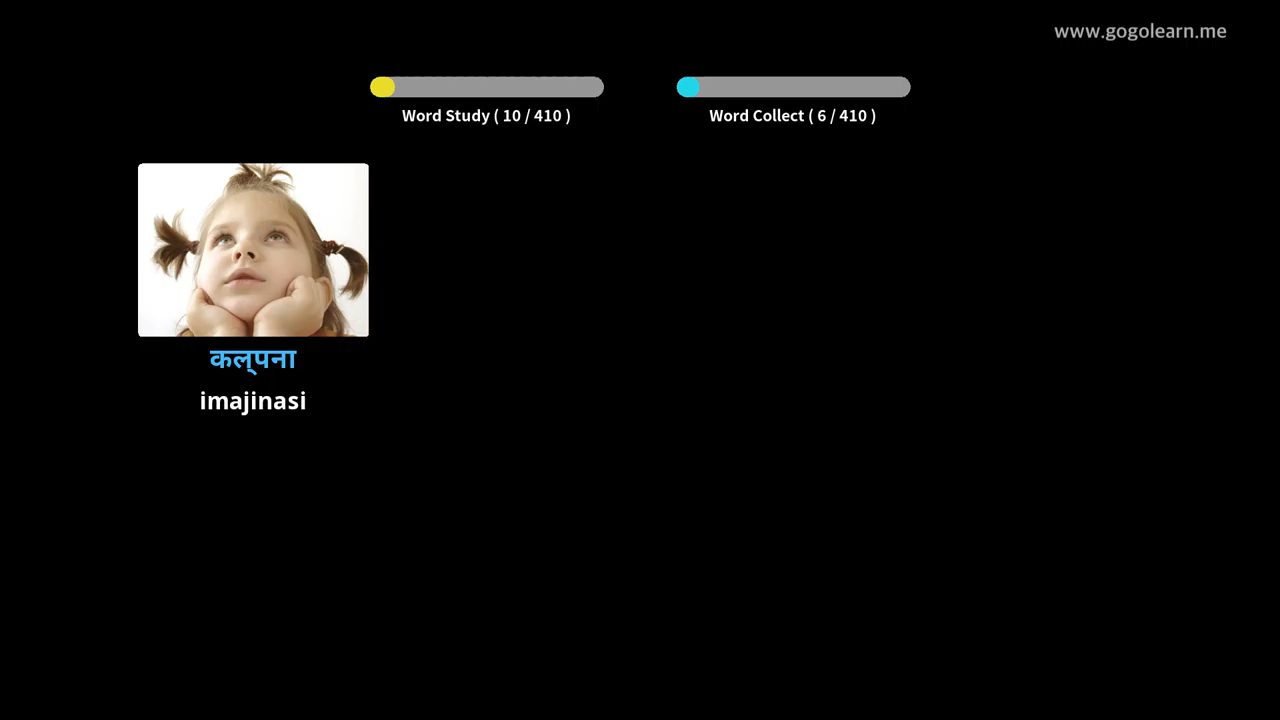 www.gogolearn.me
Word Study ( 10 / 410 )
Word Collect ( 6 / 410 )
कल्पना
imajinasi